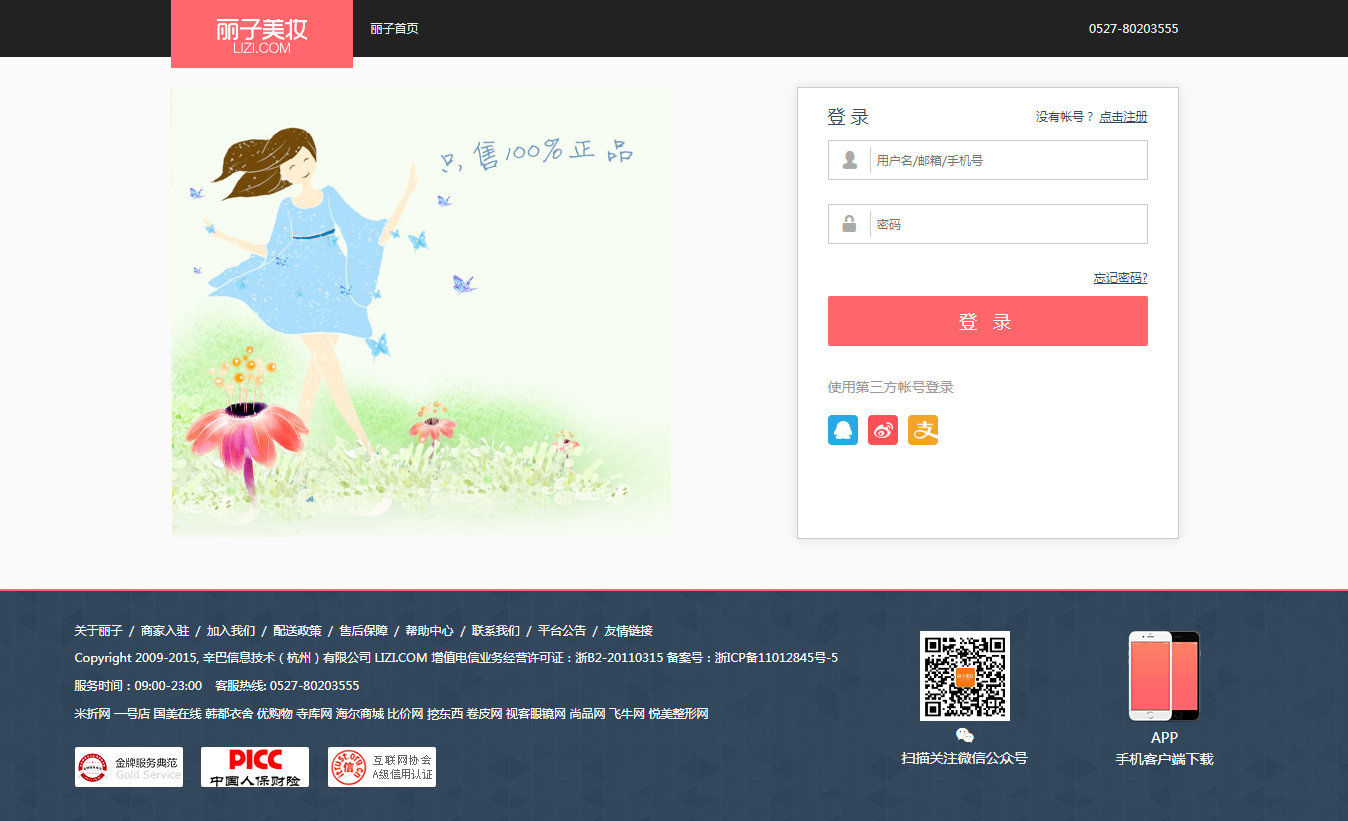 丽子美妆
LIZI.COM
丽子首页
0527-80203555
只售100%正品
登 录
没有帐号？ 点击注册
用户名/邮箱/手机号
密码
忘记密码?
登 录
使用第三方帐号登录
支
关于丽子 / 商家入驻 / 加入我们 / 配送政策 / 售后保障 / 帮助中心 / 联系我们 / 平台公告 / 友情链接
Copyright 2009-2015, 辛巴信息技术（杭州）有限公司 LIZI.COM 增值电信业务经营许可证：浙B2-20110315 备案号：浙ICP备11012845号-5
服务时间：09:00-23:00 客服热线: 0527-80203555
米折网 一号店 国美在线 韩都衣舍 优购物 寺库网 海尔商城 比价网 挖东西 卷皮网 视客眼镜网 尚品网 飞牛网 悦美整形网
金牌服务典范
Gold Service
PICC
中国人保财险
itrust.org.cn
信
互联网协会
A级信用认证
扫描关注微信公众号
APP
手机客户端下载